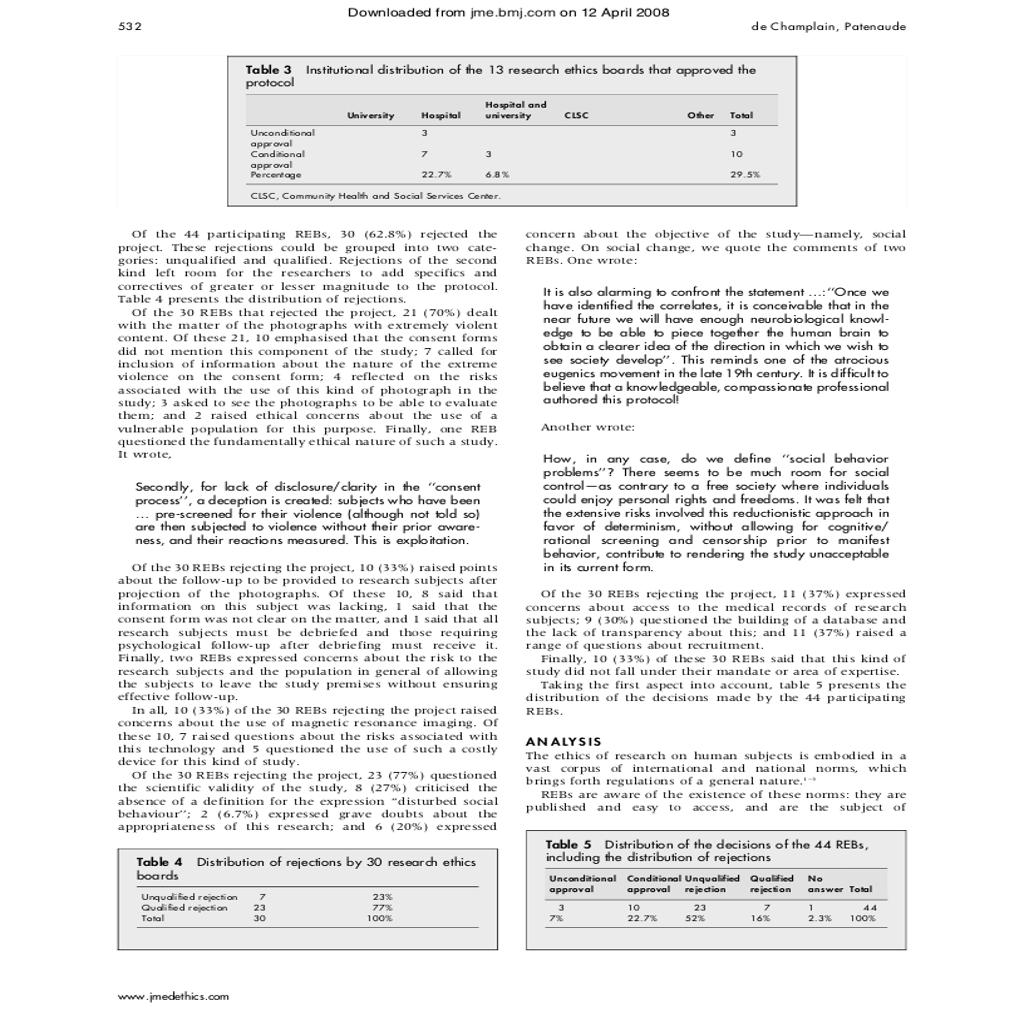 Downloaded from jme.bmj.com on 12 April 2008
532
de Champlain, Patenaude
Table 3 Institutional distribution of the 13 research ethics boards that approved the
protocol
University Hospital Hospital and university CLSC Other Total
Unconditional approval 3 3
Conditional approval 7 3 10
Percentage 22.7% 6.8% 29.5%
CLSC, Community Health and Social Services Center.
Of the 44 participating REBs, 30 (62.8%) rejected the
project. These rejections could be grouped into two cate-
gories: unqualified and qualified. Rejections of the second
kind left room for the researchers to add specifics and
correctives of greater or lesser magnitude to the protocol.
Table 4 presents the distribution of rejections.
Of the 30 REBs that rejected the project, 21 (70%) dealt
with the matter of the photographs with extremely violent
content. Of these 21, 10 emphasised that the consent forms
did not mention this component of the study; 7 called for
inclusion of information about the nature of the extreme
violence on the consent form; 4 reflected on the risks
associated with the use of this kind of photograph in the
study; 3 asked to see the photographs to be able to evaluate
them; and 2 raised ethical concerns about the use of a
vulnerable population for this purpose. Finally, one REB
questioned the fundamentally ethical nature of such a study.
It wrote,
Secondly, for lack of disclosure/clarity in the ‘‘consent
process’’, a deception is created: subjects who have been
… pre-screened for their violence (although not told so)
are then subjected to violence without their prior aware-
ness, and their reactions measured. This is exploitation.
Of the 30 REBs rejecting the project, 10 (33%) raised points
about the follow-up to be provided to research subjects after
projection of the photographs. Of these 10, 8 said that
information on this subject was lacking, 1 said that the
consent form was not clear on the matter, and 1 said that all
research subjects must be debriefed and those requiring
psychological follow-up after debriefing must receive it.
Finally, two REBs expressed concerns about the risk to the
research subjects and the population in general of allowing
the subjects to leave the study premises without ensuring
effective follow-up.
In all, 10 (33%) of the 30 REBs rejecting the project raised
concerns about the use of magnetic resonance imaging. Of
these 10, 7 raised questions about the risks associated with
this technology and 5 questioned the use of such a costly
device for this kind of study.
Of the 30 REBs rejecting the project, 23 (77%) questioned
the scientific validity of the study, 8 (27%) criticised the
absence of a definition for the expression “disturbed social
behaviour’’; 2 (6.7%) expressed grave doubts about the
appropriateness of this research; and 6 (20%) expressed
Table 4 Distribution of rejections by 30 research ethics
boards
Unqualified rejection 7 23%
Qualified rejection 23 77%
Total 30 100%
concern about the objective of the study—namely, social
change. On social change, we quote the comments of two
REBs. One wrote:
It is also alarming to confront the statement …:‘‘Once we
have identified the correlates, it is conceivable that in the
near future we will have enough neurobiological knowl-
edge to be able to piece together the human brain to
obtain a clearer idea of the direction in which we wish to
see society develop’’. This reminds one of the atrocious
eugenics movement in the late 19th century. It is difficult to
believe that a knowledgeable, compassionate professional
authored this protocol!
Another wrote:
How, in any case, do we define ‘‘social behavior
problems’’? There seems to be much room for social
control—as contrary to a free society where individuals
could enjoy personal rights and freedoms. It was felt that
the extensive risks involved this reductionistic approach in
favor of determinism, without allowing for cognitive/
rational screening and censorship prior to manifest
behavior, contribute to rendering the study unacceptable
in its current form.
Of the 30 REBs rejecting the project, 11 (37%) expressed
concerns about access to the medical records of research
subjects; 9 (30%) questioned the building of a database and
the lack of transparency about this; and 11 (37%) raised a
range of questions about recruitment.
Finally, 10 (33%) of these 30 REBs said that this kind of
study did not fall under their mandate or area of expertise.
Taking the first aspect into account, table 5 presents the
distribution of the decisions made by the 44 participating
REBs.
ANALYSIS
The ethics of research on human subjects is embodied in a
vast corpus of international and national norms, which
brings forth regulations of a general nature.
REBs are aware of the existence of these norms: they are
published and easy to access, and are the subject of
Table 5 Distribution of the decisions of the 44 REBs,
including the distribution of rejections
Unconditional approval Conditional approval Unqualified rejection Qualified rejection No answer Total
3 10 23 7 1 44
7% 22.7% 52% 16% 2.3% 100%
www.jmedethics.com